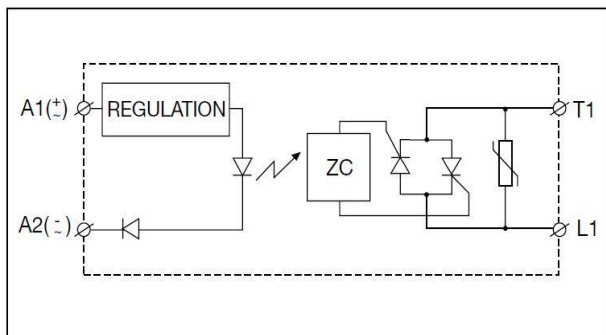 A1(+~) REGULATION T1
ZC
A2(-~) L1